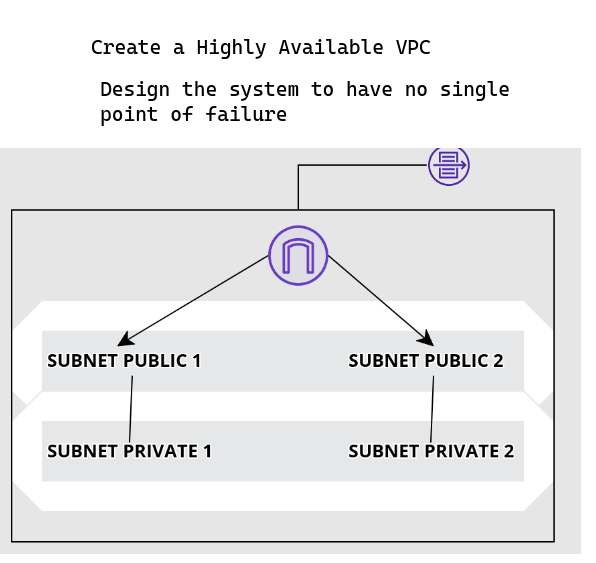 Create a Highly Available VPC
Design the system to have no single
point of failure
SUBNET PUBLIC 1
SUBNET PUBLIC 2
SUBNET PRIVATE 1
SUBNET PRIVATE 2